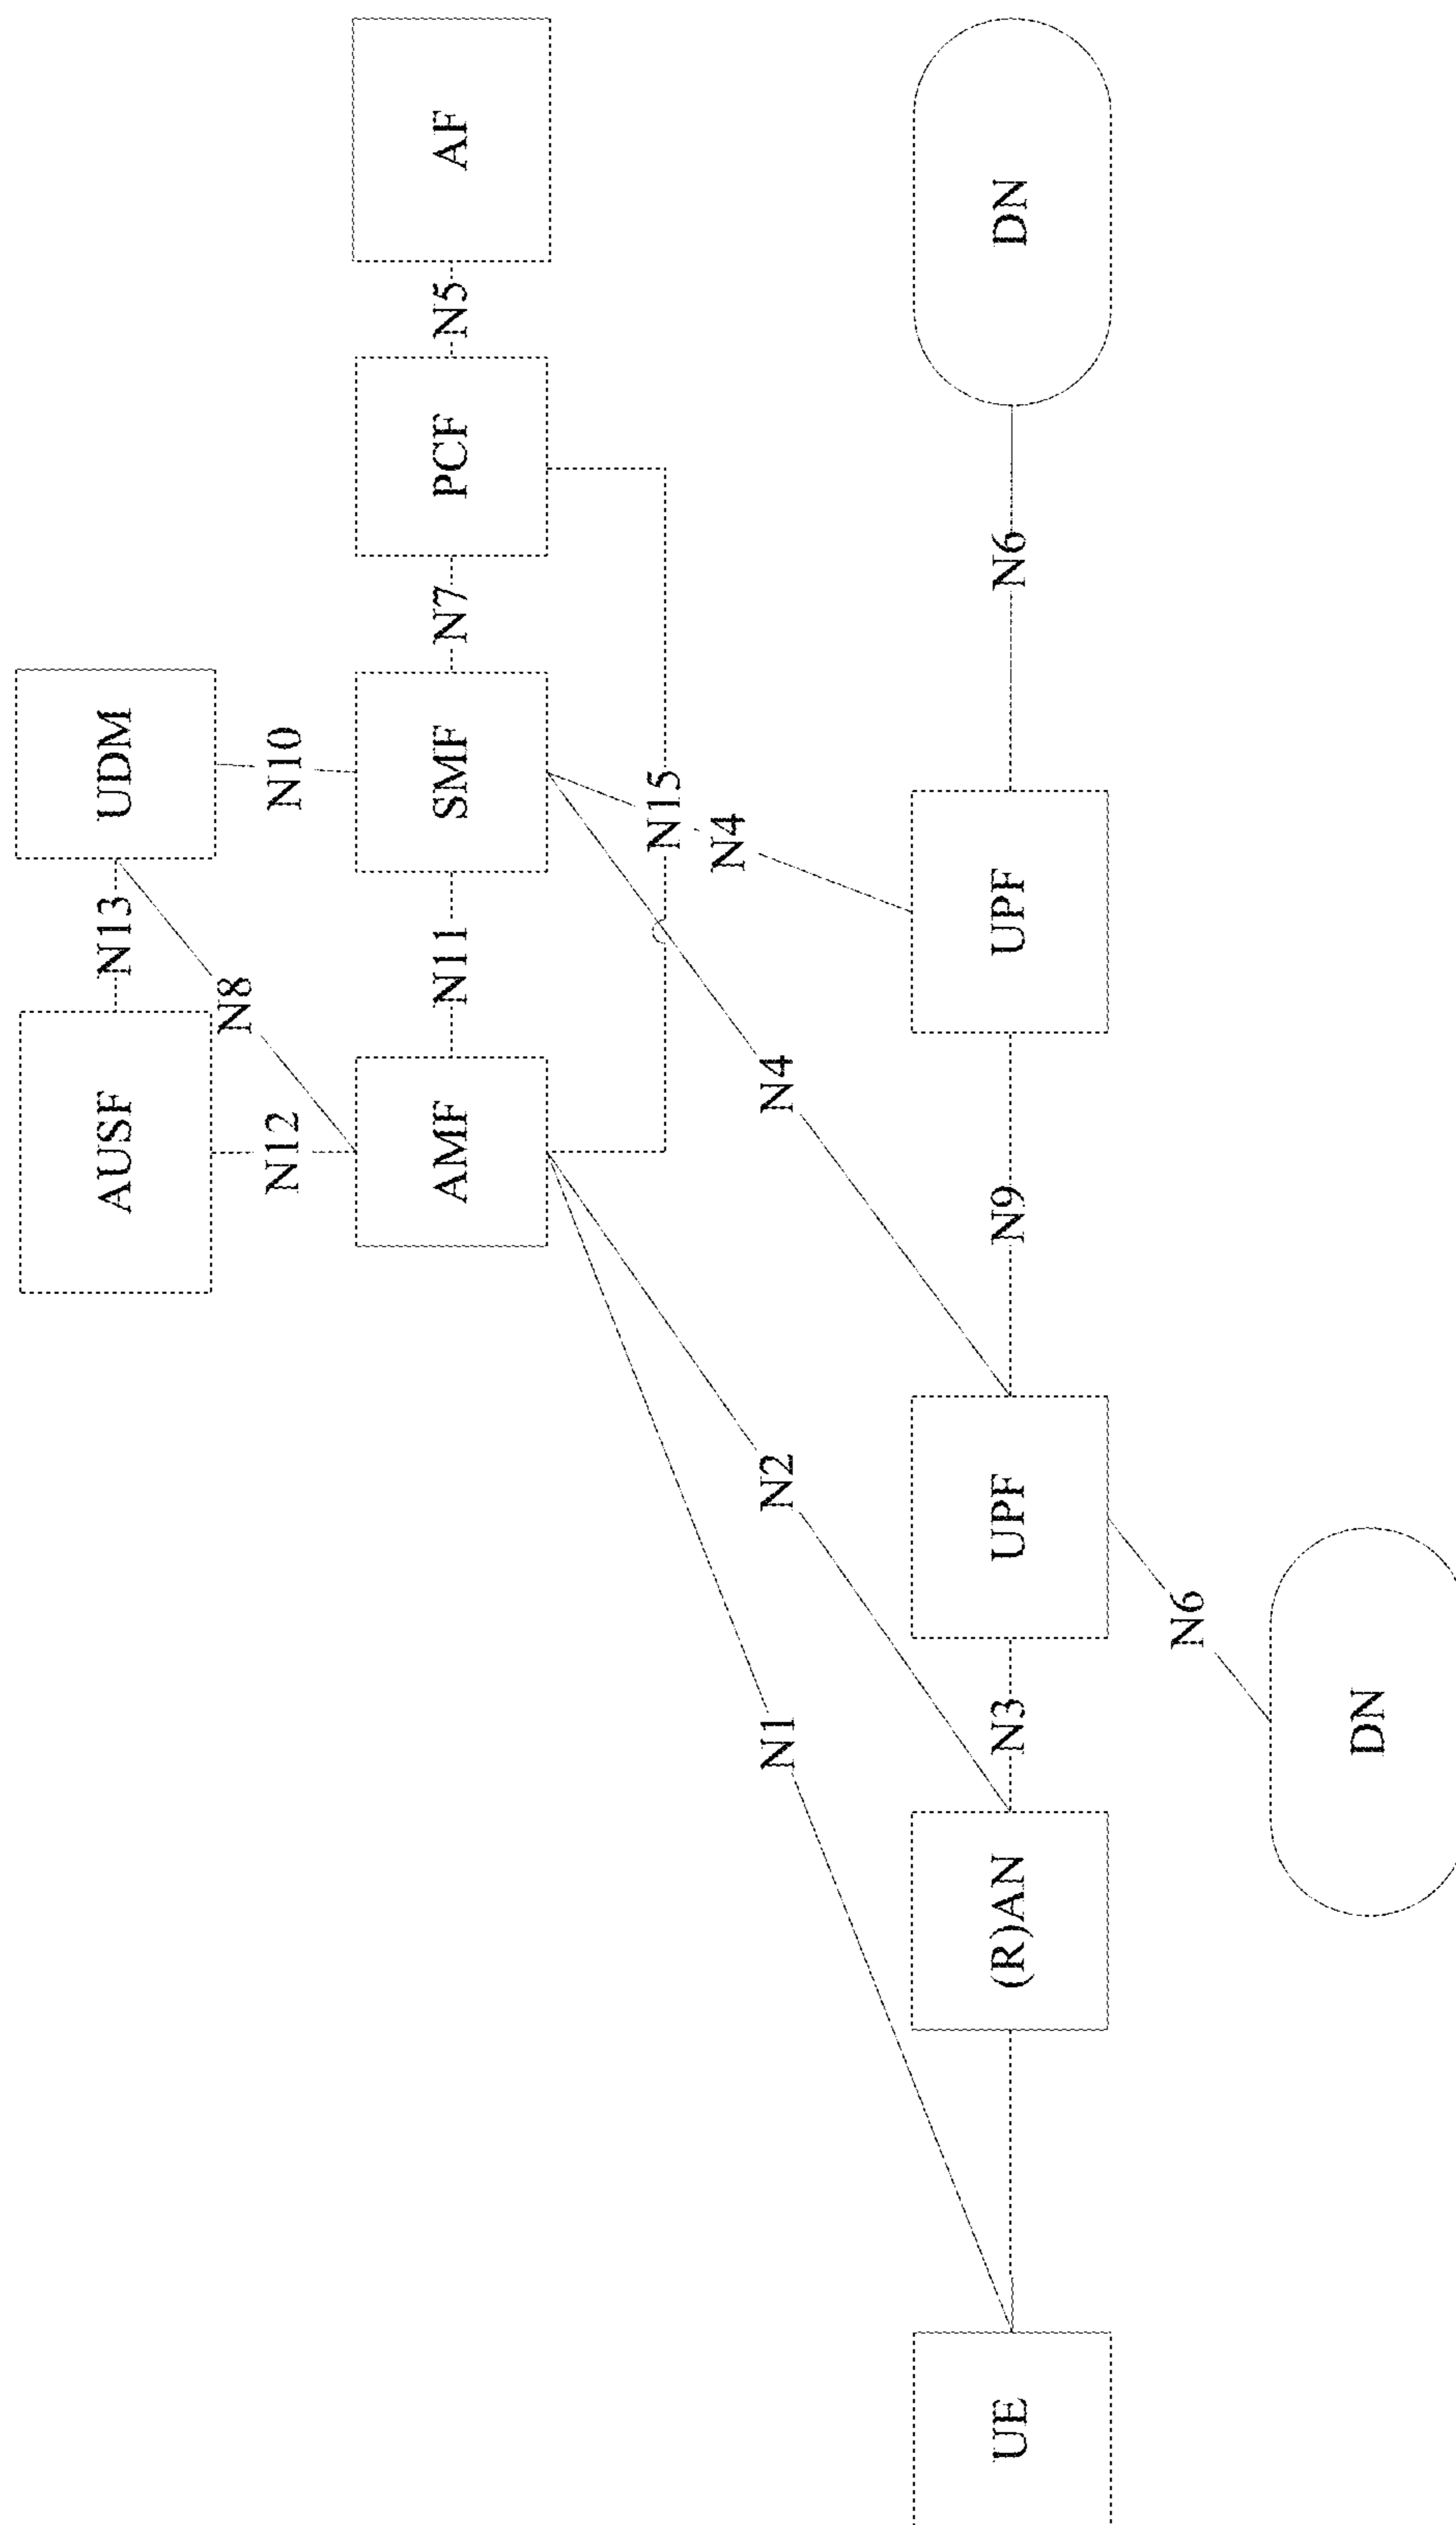 AUSF
N13
UDM
N12
N8
N10
AMF
N11
SMF
N7
PCF
N5
AF
N15
N1
N2
N4
N4
UE
(R)AN
N3
UPF
N9
UPF
N6
DN
N6
DN